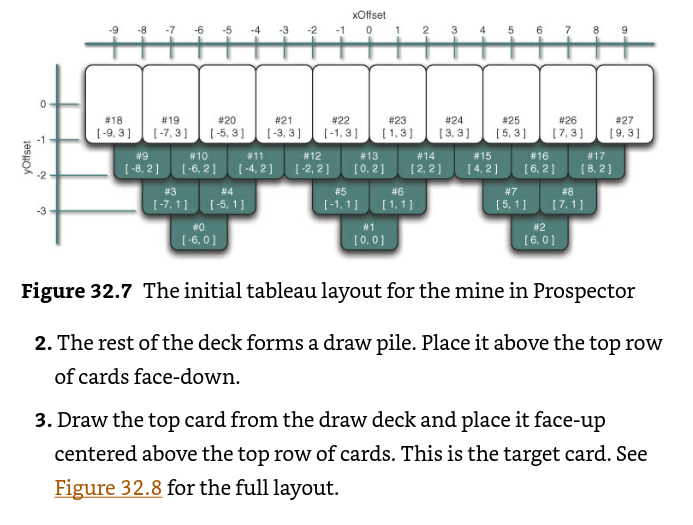 xOffset
-9 -8 -7 -6 -5 -4 -3 -2 -1 0 1 2 3 4 5 6 7 8 9
yOffset
0
-1
-2
-3
#18 #19 #20 #21 #22 #23 #24 #25 #26 #27
[-9, 3] [-7, 3] [-5, 3] [-3, 3] [-1, 3] [1, 3] [3, 3] [5, 3] [7, 3] [9, 3]
#9 #10 #11 #12 #13 #14 #15 #16 #17
[-8, 2] [-6, 2] [-4, 2] [-2, 2] [0, 2] [2, 2] [4, 2] [6, 2] [8, 2]
#3 #4 #5 #6 #7 #8
[-7, 1] [-5, 1] [-1, 1] [1, 1] [5, 1] [7, 1]
#0 #1 #2
[-6, 0] [0, 0] [6, 0]
Figure 32.7 The initial tableau layout for the mine in Prospector
2. The rest of the deck forms a draw pile. Place it above the top row
of cards face-down.
3. Draw the top card from the draw deck and place it face-up
centered above the top row of cards. This is the target card. See
Figure 32.8 for the full layout.